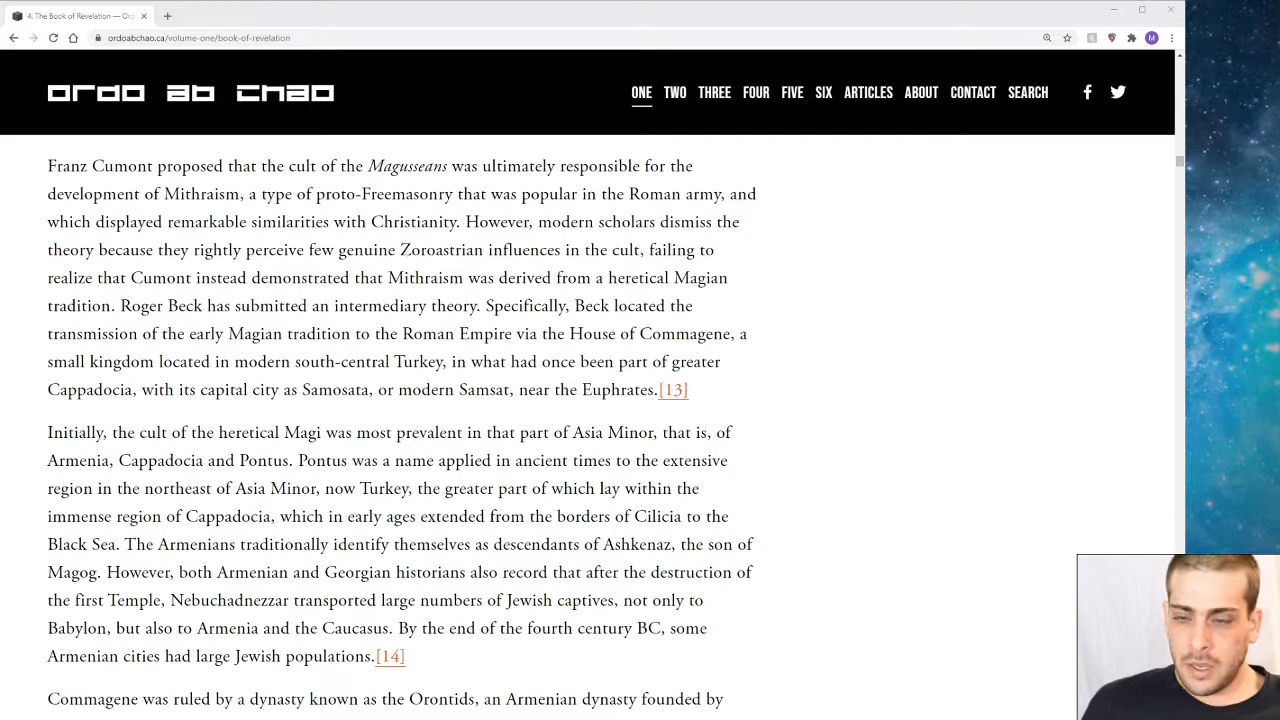 4. The Book of Revelation — Oro
ordoabchao.ca/volume-one/book-of-revelation
M
ordo ab chao
ONE TWO THREE FOUR FIVE SIX ARTICLES ABOUT CONTACT SEARCH
Franz Cumont proposed that the cult of the Magusseans was ultimately responsible for the
development of Mithraism, a type of proto-Freemasonry that was popular in the Roman army, and
which displayed remarkable similarities with Christianity. However, modern scholars dismiss the
theory because they rightly perceive few genuine Zoroastrian influences in the cult, failing to
realize that Cumont instead demonstrated that Mithraism was derived from a heretical Magian
tradition. Roger Beck has submitted an intermediary theory. Specifically, Beck located the
transmission of the early Magian tradition to the Roman Empire via the House of Commagene, a
small kingdom located in modern south-central Turkey, in what had once been part of greater
Cappadocia, with its capital city as Samosata, or modern Samsat, near the Euphrates.[13]
Initially, the cult of the heretical Magi was most prevalent in that part of Asia Minor, that is, of
Armenia, Cappadocia and Pontus. Pontus was a name applied in ancient times to the extensive
region in the northeast of Asia Minor, now Turkey, the greater part of which lay within the
immense region of Cappadocia, which in early ages extended from the borders of Cilicia to the
Black Sea. The Armenians traditionally identify themselves as descendants of Ashkenaz, the son of
Magog. However, both Armenian and Georgian historians also record that after the destruction of
the first Temple, Nebuchadnezzar transported large numbers of Jewish captives, not only to
Babylon, but also to Armenia and the Caucasus. By the end of the fourth century BC, some
Armenian cities had large Jewish populations.[14]
Commagene was ruled by a dynasty known as the Orontids, an Armenian dynasty founded by